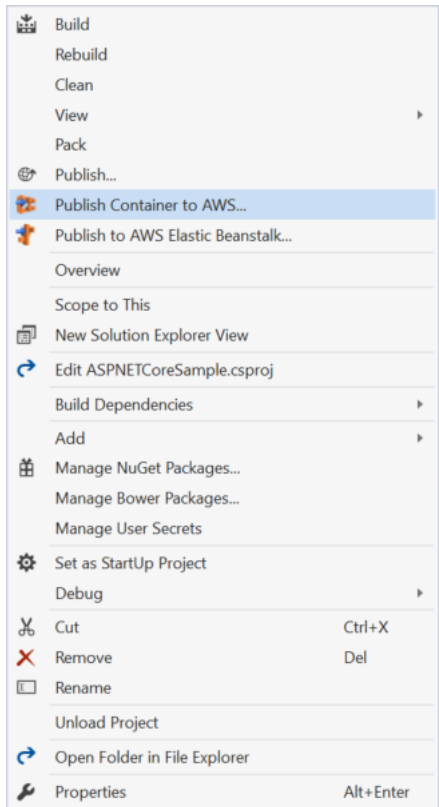 Build
Rebuild
Clean
View
Pack
Publish...
Publish Container to AWS...
Publish to AWS Elastic Beanstalk...
Overview
Scope to This
New Solution Explorer View
Edit ASPNETCoreSample.csproj
Build Dependencies
Add
Manage NuGet Packages...
Manage Bower Packages...
Manage User Secrets
Set as StartUp Project
Debug
Cut Ctrl+X
Remove Del
Rename
Unload Project
Open Folder in File Explorer
Properties Alt+Enter